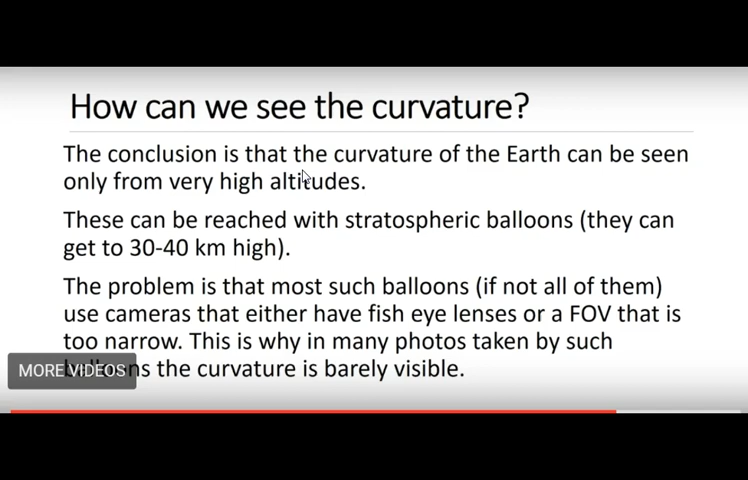 How can we see the curvature?
The conclusion is that the curvature of the Earth can be seen
only from very high altitudes.
These can be reached with stratospheric balloons (they can
get to 30-40 km high).
The problem is that most such balloons (if not all of them)
use cameras that either have fish eye lenses or a FOV that is
too narrow. This is why in many photos taken by such
balloons the curvature is barely visible.
MORE VIDEOS